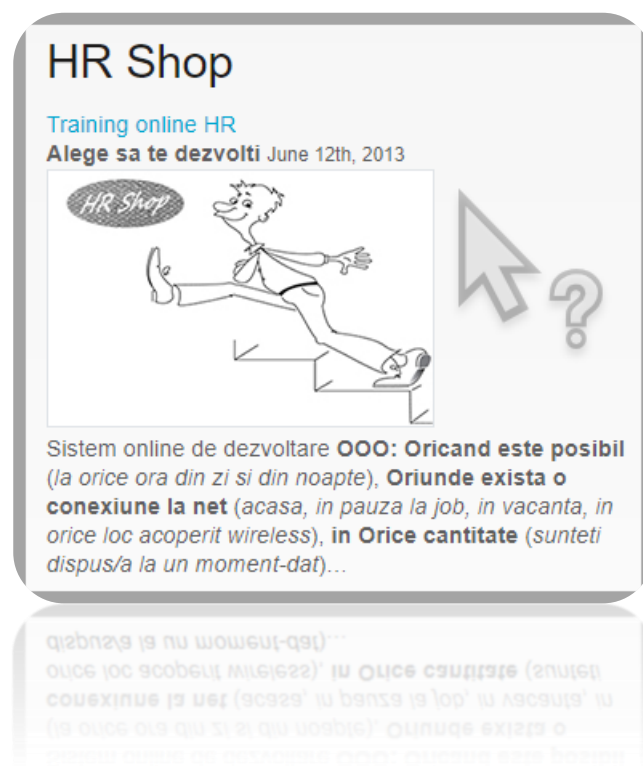 HR Shop
Training online HR
Alege sa te dezvolti June 12th, 2013
HR Shop
?
Sistem online de dezvoltare OOO: Oricand este posibil
(la orice ora din zi si din noapte), Oriunde exista o
conexiune la net (acasa, in pauza la job, in vacanta, in
orice loc acoperit wireless), in Orice cantitate (sunteti
dispus/a la un moment-dat)…